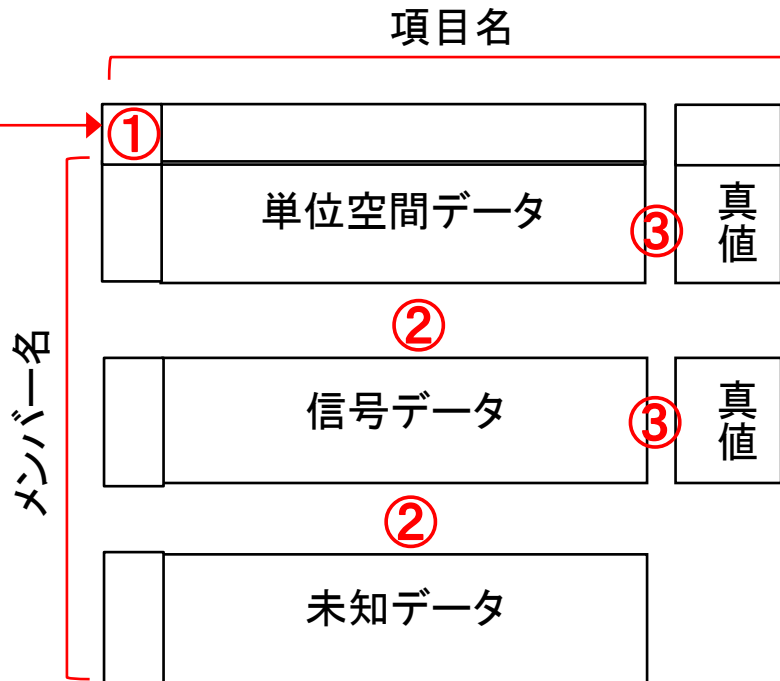 項目名
①
単位空間データ
③
真値
②
メンバー名
信号データ
③
真値
②
未知データ